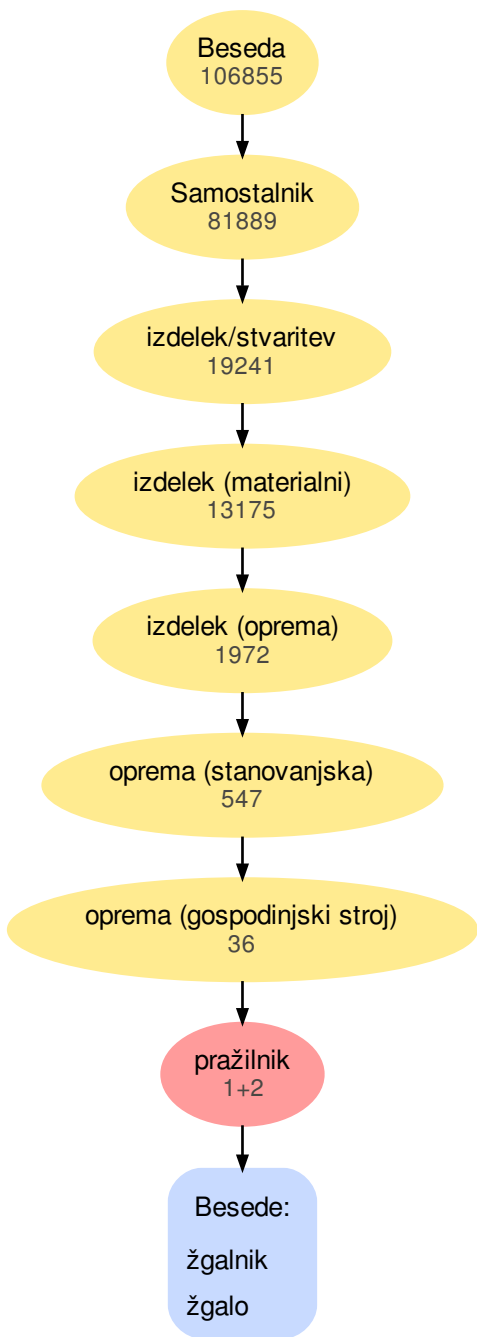 Beseda
106855
Samostalnik
81889
izdelek/stvaritev
19241
izdelek (materialni)
13175
izdelek (oprema)
1972
oprema (stanovanjska)
547
oprema (gospodinjski stroj)
36
pražilnik
1+2
Besede:
žgalnik
žgalo